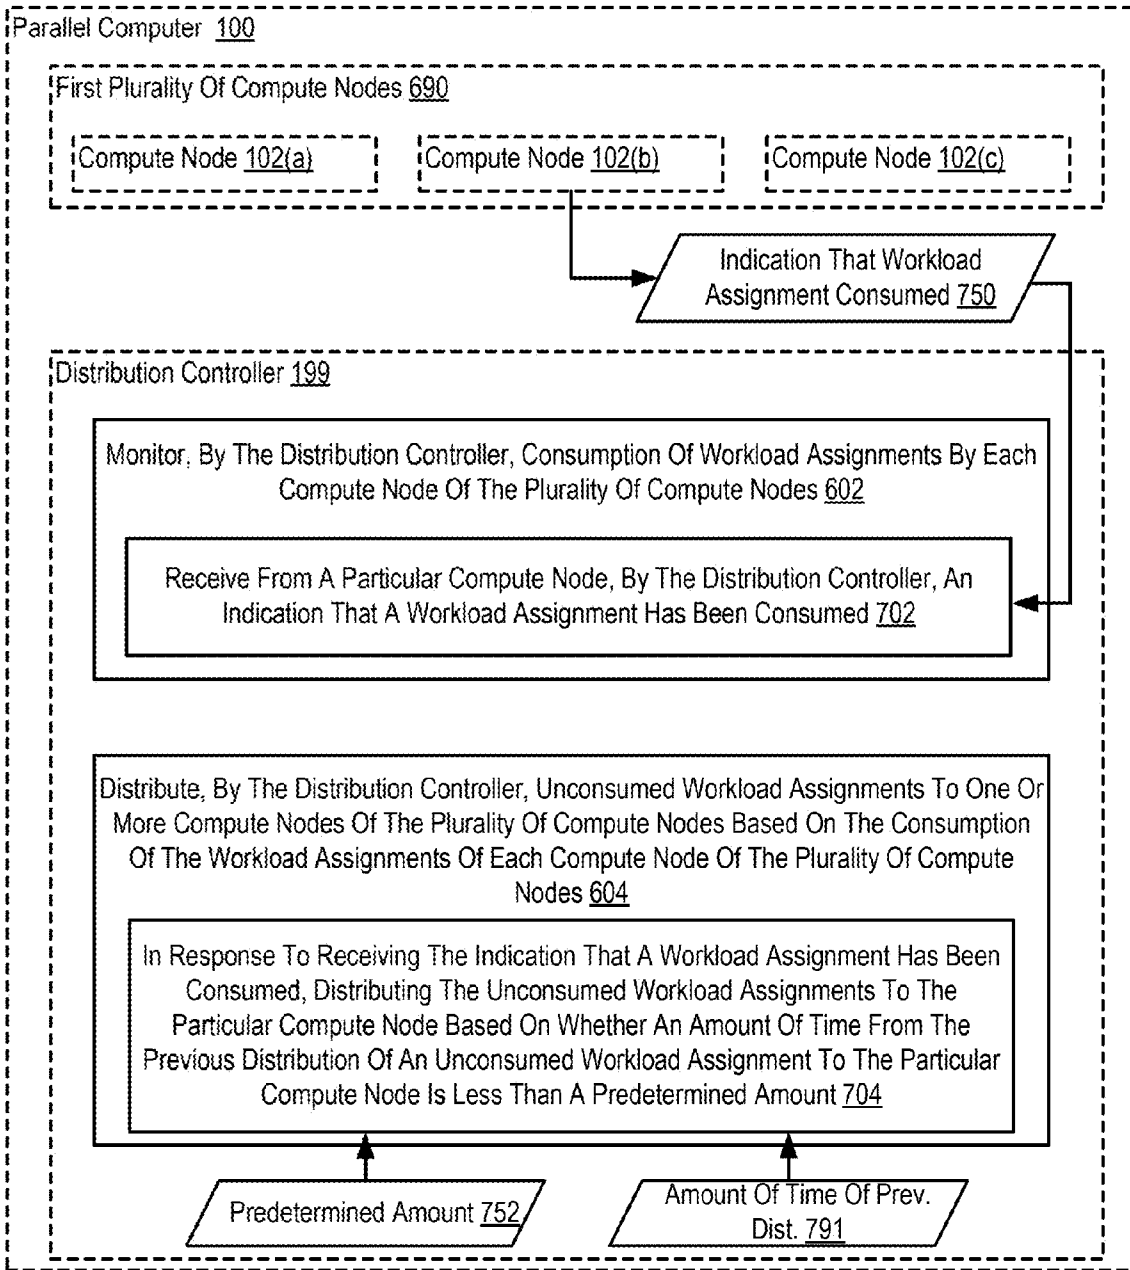 Parallel Computer 100
First Plurality Of Compute Nodes 690
Compute Node 102(a)
Compute Node 102(b)
Compute Node 102(c)
Indication That Workload
Assignment Consumed 750
Distribution Controller 199
Monitor, By The Distribution Controller, Consumption Of Workload Assignments By Each
Compute Node Of The Plurality Of Compute Nodes 602
Receive From A Particular Compute Node, By The Distribution Controller, An
Indication That A Workload Assignment Has Been Consumed 702
Distribute, By The Distribution Controller, Unconsumed Workload Assignments To One Or
More Compute Nodes Of The Plurality Of Compute Nodes Based On The Consumption
Of The Workload Assignments Of Each Compute Node Of The Plurality Of Compute
Nodes 604
In Response To Receiving The Indication That A Workload Assignment Has Been
Consumed, Distributing The Unconsumed Workload Assignments To The
Particular Compute Node Based On Whether An Amount Of Time From The
Previous Distribution Of An Unconsumed Workload Assignment To The Particular
Compute Node Is Less Than A Predetermined Amount 704
Predetermined Amount 752
Amount Of Time Of Prev.
Dist. 791